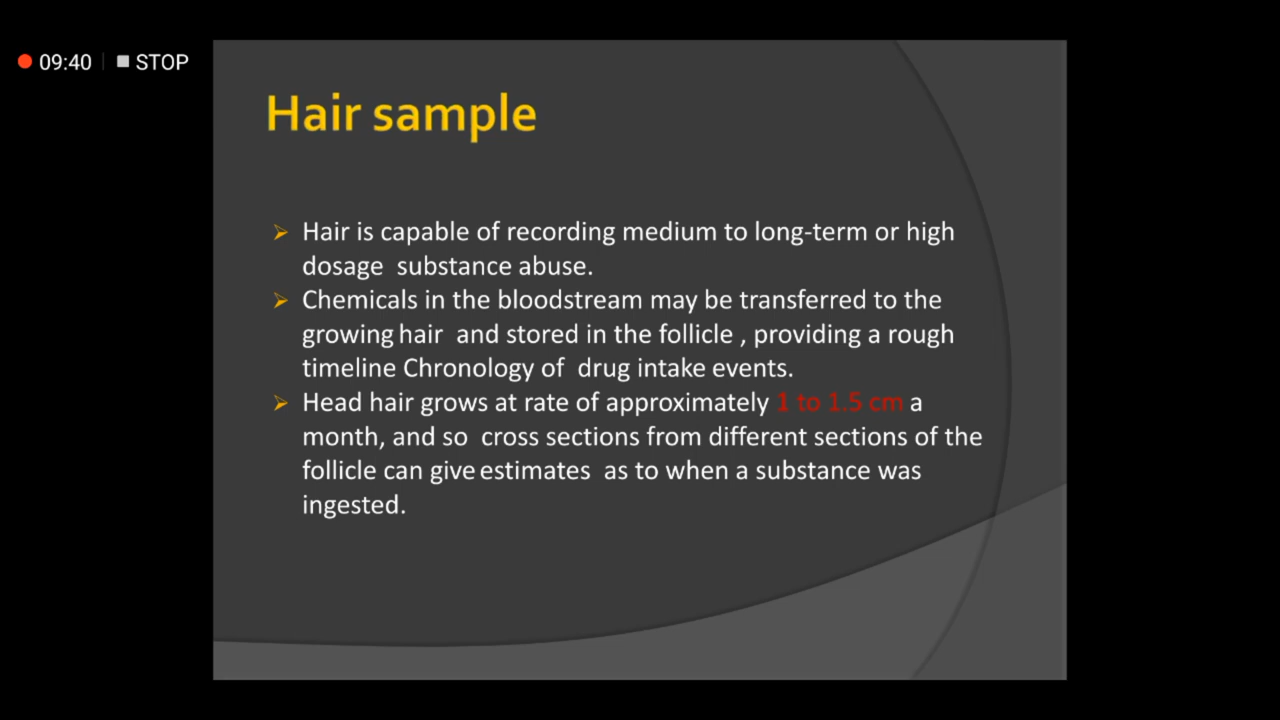 09:40 STOP
Hair sample
Hair is capable of recording medium to long-term or high
dosage substance abuse.
Chemicals in the bloodstream may be transferred to the
growing hair and stored in the follicle , providing a rough
timeline Chronology of drug intake events.
Head hair grows at rate of approximately 1 to 1.5 cm a
month, and so cross sections from different sections of the
follicle can give estimates as to when a substance was
ingested.